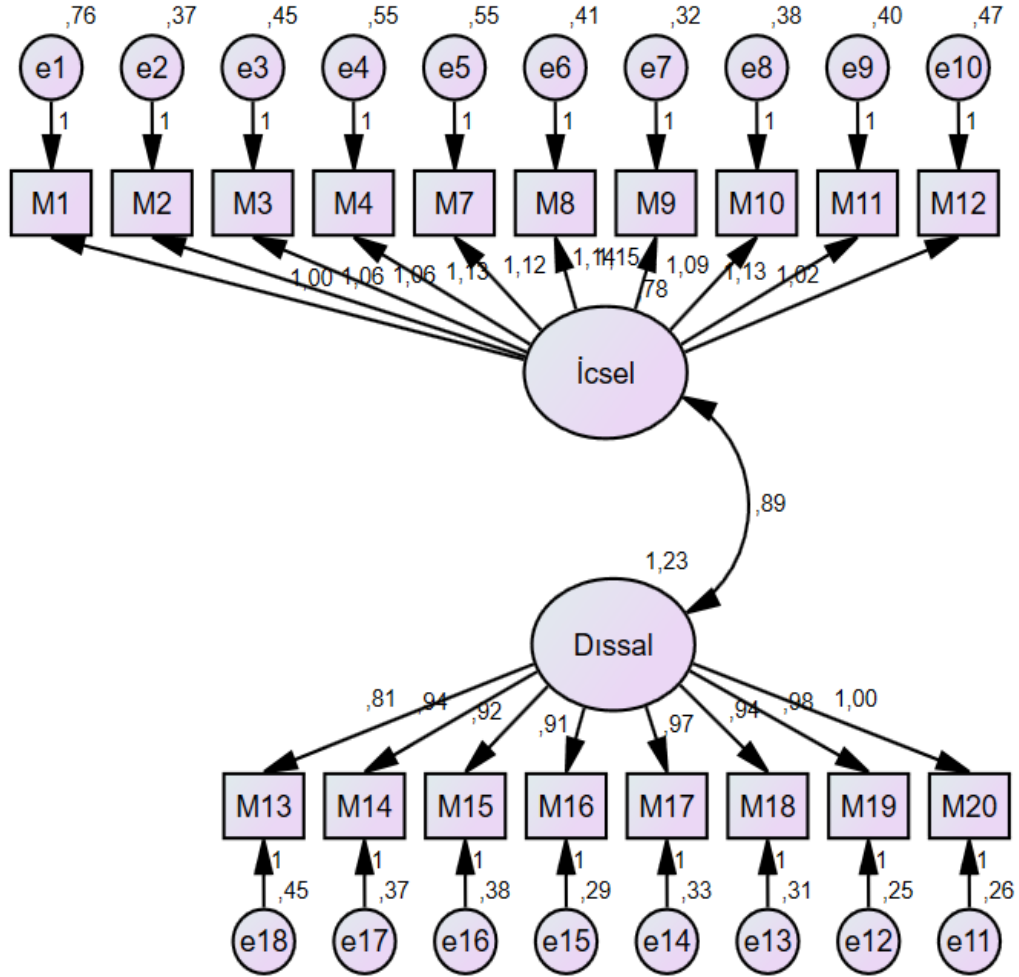 ,76 ,37 ,45 ,55 ,55 ,41 ,32 ,38 ,40 ,47
e1 e2 e3 e4 e5 e6 e7 e8 e9 e10
1 1 1 1 1 1 1 1 1 1
M1 M2 M3 M4 M7 M8 M9 M10 M11 M12
1,00 1,06 1,06 1,13 1,12 1,14 1,15 1,09 1,13 1,02
,78
İcsel
,89
1,23
Dıssal
,81 ,94 ,92 ,91 ,97 ,94 ,98 1,00
M13 M14 M15 M16 M17 M18 M19 M20
1 1 1 1 1 1 1 1
,45 ,37 ,38 ,29 ,33 ,31 ,25 ,26
e18 e17 e16 e15 e14 e13 e12 e11